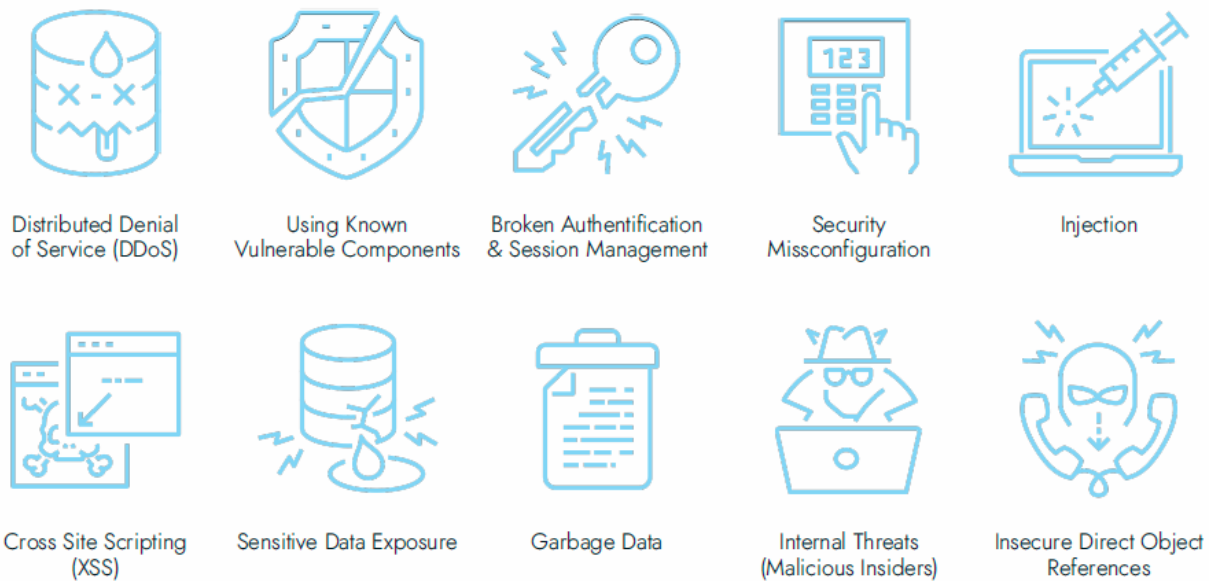 123
Distributed Denial
of Service (DDoS)
Using Known
Vulnerable Components
Broken Authentification
& Session Management
Security
Missconfiguration
Injection
Cross Site Scripting
(XSS)
Sensitive Data Exposure
Garbage Data
Internal Threats
(Malicious Insiders)
Insecure Direct Object
References